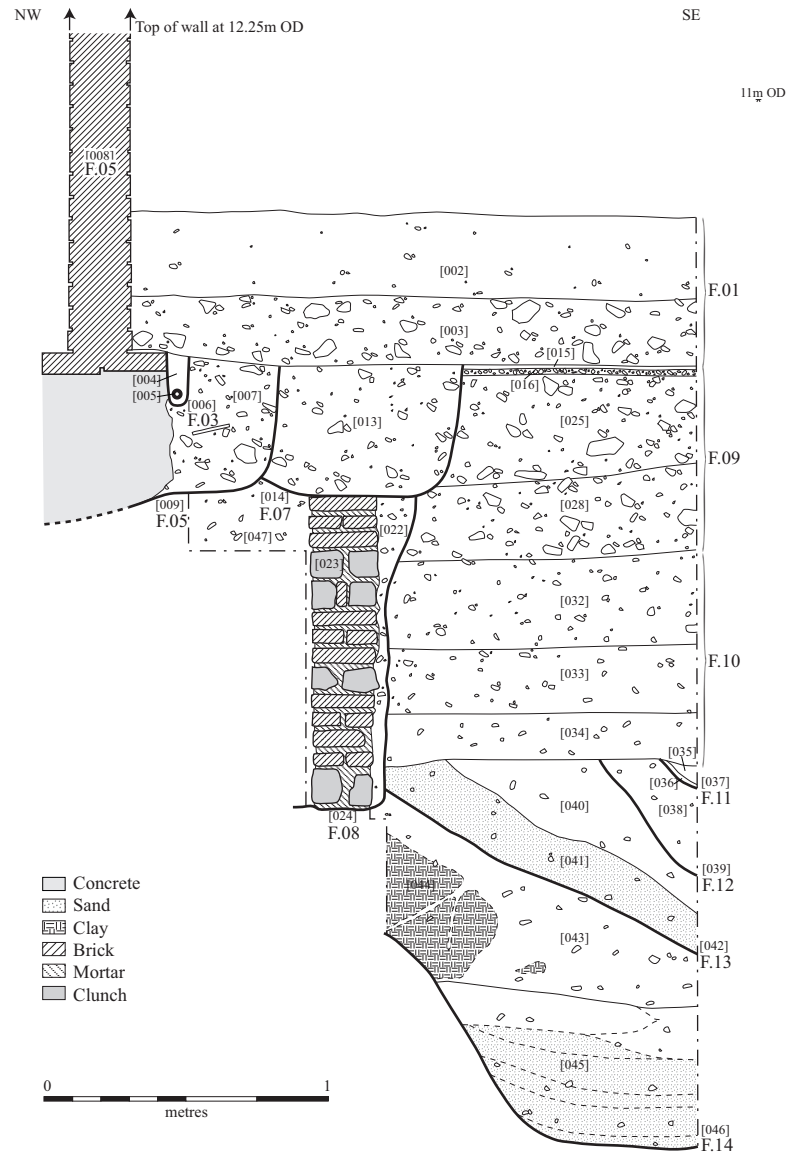 NW
SE
Top of wall at 12.25m OD
11m OD
[008]
F.05
[002]
F.01
[003]
[015]
[004]
[016]
[005]
[007]
[006]
F.03
[013]
[025]
F.09
[014]
F.07
[009]
F.05
[028]
[022]
[047]
[023]
[032]
F.10
[033]
[034]
[035]
[036]
[037]
F.11
[040]
[038]
[024]
F.08
[041]
[039]
F.12
[044]
[043]
[042]
F.13
Concrete
Sand
Clay
Brick
Mortar
Clunch
[045]
0
1
metres
[046]
F.14